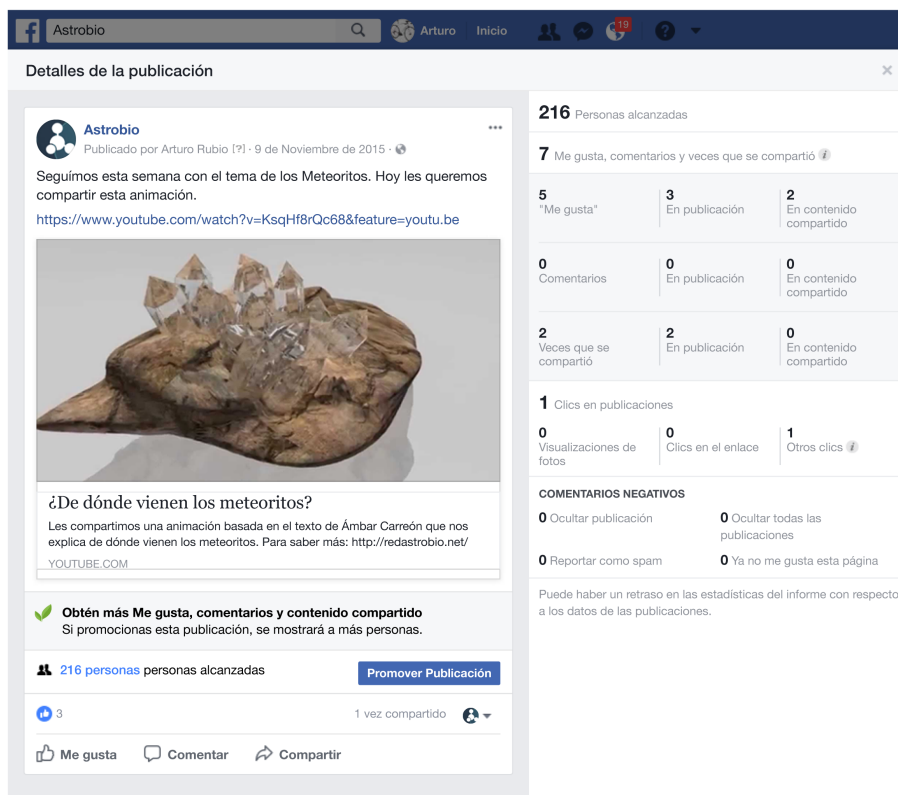 Astrobio
Arturo
Inicio
19
?
Detalles de la publicación
×
Astrobio
Publicado por Arturo Rubio [?] · 9 de Noviembre de 2015 ·
Seguímos esta semana con el tema de los Meteoritos. Hoy les queremos
compartir esta animación.
https://www.youtube.com/watch?v=KsqHf8rQc68&feature=youtu.be
¿De dónde vienen los meteoritos?
Les compartimos una animación basada en el texto de Ámbar Carreón que nos
explica de dónde vienen los meteoritos. Para saber más: http://redastrobio.net/
YOUTUBE.COM
Obtén más Me gusta, comentarios y contenido compartido
Si promocionas esta publicación, se mostrará a más personas.
216 personas personas alcanzadas
Promover Publicación
3
1 vez compartido
Me gusta
Comentar
Compartir
216 Personas alcanzadas
7 Me gusta, comentarios y veces que se compartió i
5
"Me gusta"
3
En publicación
2
En contenido
compartido
0
Comentarios
0
En publicación
0
En contenido
compartido
2
Veces que se
compartió
2
En publicación
0
En contenido
compartido
1 Clics en publicaciones
0
Visualizaciones de
fotos
0
Clics en el enlace
1
Otros clics i
COMENTARIOS NEGATIVOS
0 Ocultar publicación
0 Ocultar todas las
publicaciones
0 Reportar como spam
0 Ya no me gusta esta página
Puede haber un retraso en las estadísticas del informe con respecto
a los datos de las publicaciones.